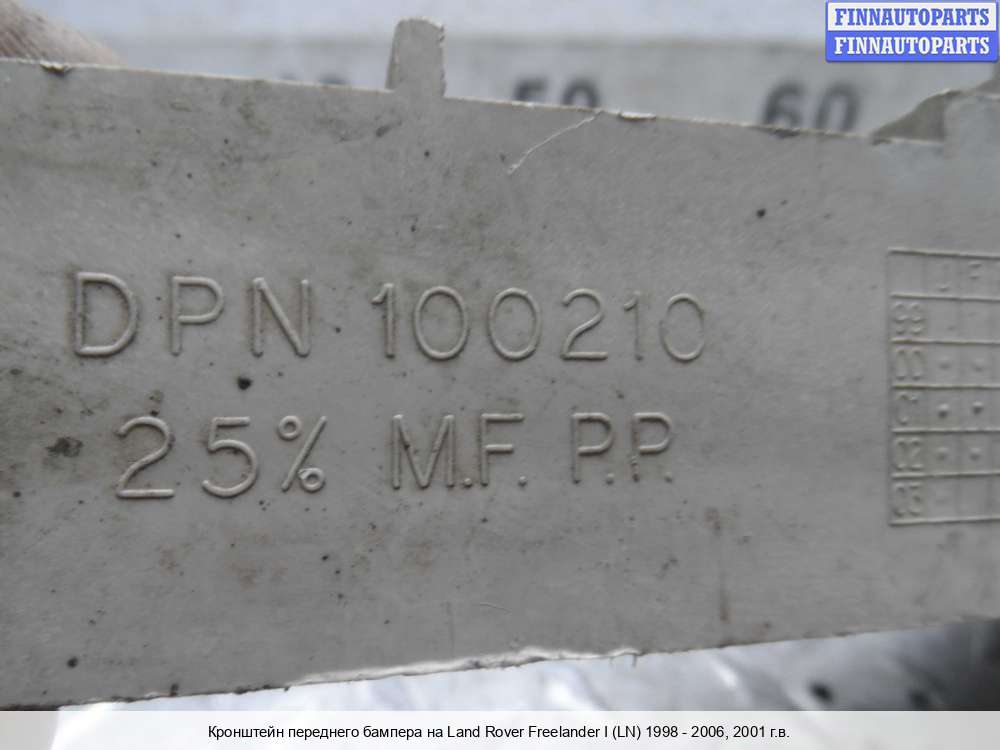 FINNAUTOPARTS
FINNAUTOPARTS
50 60
DPN 100210
25% M.F. P.P.
J F
99
00
01
02
03
Кронштейн переднего бампера на Land Rover Freelander I (LN) 1998 - 2006, 2001 г.в.